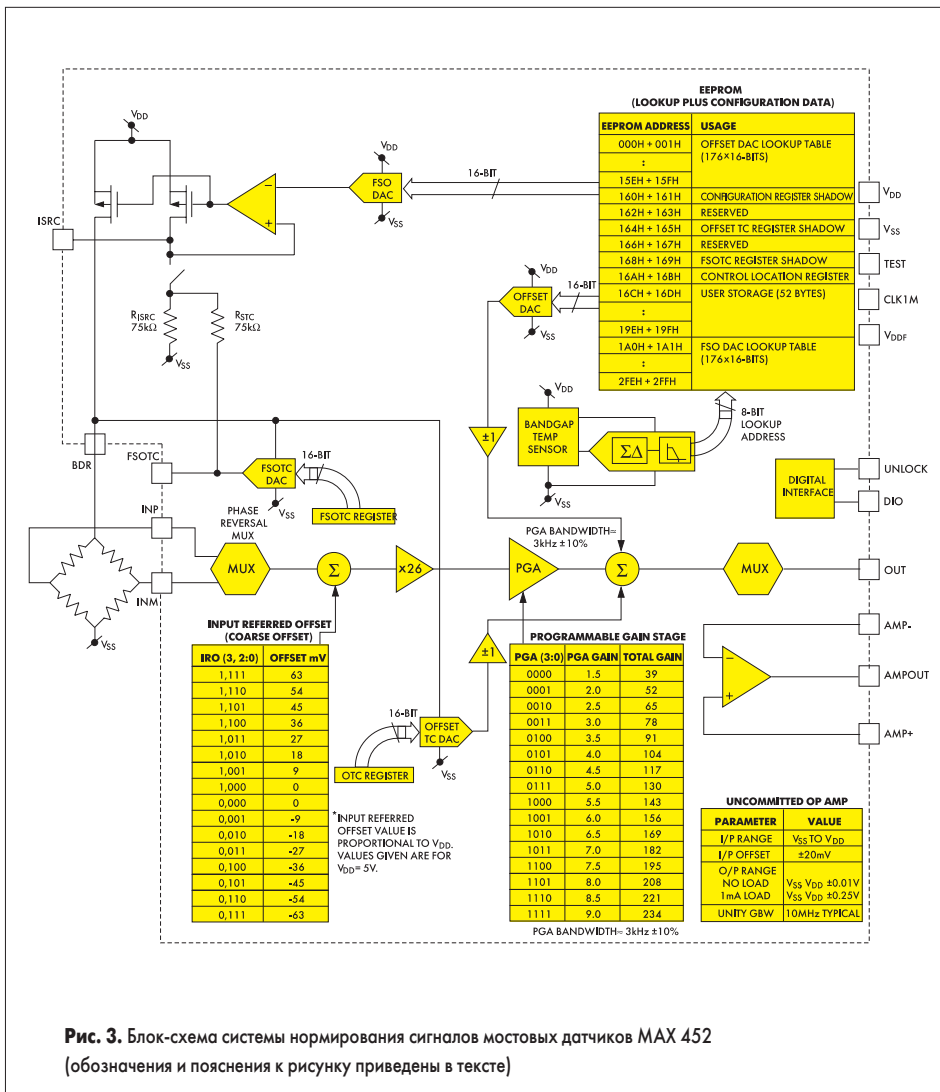 EEPROM
(LOOKUP PLUS CONFIGURATION DATA)
EEPROM ADDRESS USAGE
000H + 001H OFFSET DAC LOOKUP TABLE
: (176×16-BITS)
15EH + 15FH
160H + 161H CONFIGURATION REGISTER SHADOW
162H + 163H RESERVED
164H + 165H OFFSET TC REGISTER SHADOW
166H + 167H RESERVED
168H + 169H FSOTC REGISTER SHADOW
16AH + 16BH CONTROL LOCATION REGISTER
16CH + 16DH USER STORAGE (52 BYTES)
:
19EH + 19FH
1A0H + 1A1H FSO DAC LOOKUP TABLE
: (176×16-BITS)
2FEH + 2FFH
VDD
VSS
TEST
CLK1M
VDDF
UNLOCK
DIO
OUT
AMP-
AMPOUT
AMP+
VDD
ISRC
−
+
VDD
FSO
DAC
VSS
16-BIT
RISRC
75kΩ
VSS
RSTC
75kΩ
VDD
OFFSET
DAC
VSS
16-BIT
VDD
BANDGAP
TEMP
SENSOR
VSS
ΣΔ
8-BIT
LOOKUP
ADDRESS
±1
DIGITAL
INTERFACE
BDR
FSOTC
FSOTC
DAC
VSS
16-BIT
FSOTC REGISTER
INP
INM
VSS
PHASE
REVERSAL
MUX
MUX
Σ
×26
PGA BANDWIDTH≈
3kHz ±10%
PGA
Σ
MUX
−
+
INPUT REFERRED OFFSET
(COARSE OFFSET)
IRO (3, 2:0) OFFSET mV
1,111 63
1,110 54
1,101 45
1,100 36
1,011 27
1,010 18
1,001 9
1,000 0
0,000 0
0,001 -9
0,010 -18
0,011 -27
0,100 -36
0,101 -45
0,110 -54
0,111 -63
16-BIT
OFFSET
TC DAC
VSS
OTC REGISTER
±1
*INPUT REFERRED
OFFSET VALUE IS
PROPORTIONAL TO VDD.
VALUES GIVEN ARE FOR
VDD= 5V.
PROGRAMMABLE GAIN STAGE
PGA (3:0) PGA GAIN TOTAL GAIN
0000 1.5 39
0001 2.0 52
0010 2.5 65
0011 3.0 78
0100 3.5 91
0101 4.0 104
0110 4.5 117
0111 5.0 130
1000 5.5 143
1001 6.0 156
1010 6.5 169
1011 7.0 182
1100 7.5 195
1101 8.0 208
1110 8.5 221
1111 9.0 234
PGA BANDWIDTH≈ 3kHz ±10%
UNCOMMITTED OP AMP
PARAMETER VALUE
I/P RANGE VSS TO VDD
I/P OFFSET ±20mV
O/P RANGE
NO LOAD VSS VDD ±0.01V
1mA LOAD VSS VDD ±0.25V
UNITY GBW 10MHz TYPICAL
Рис. 3. Блок-схема системы нормирования сигналов мостовых датчиков MAX 452
(обозначения и пояснения к рисунку приведены в тексте)